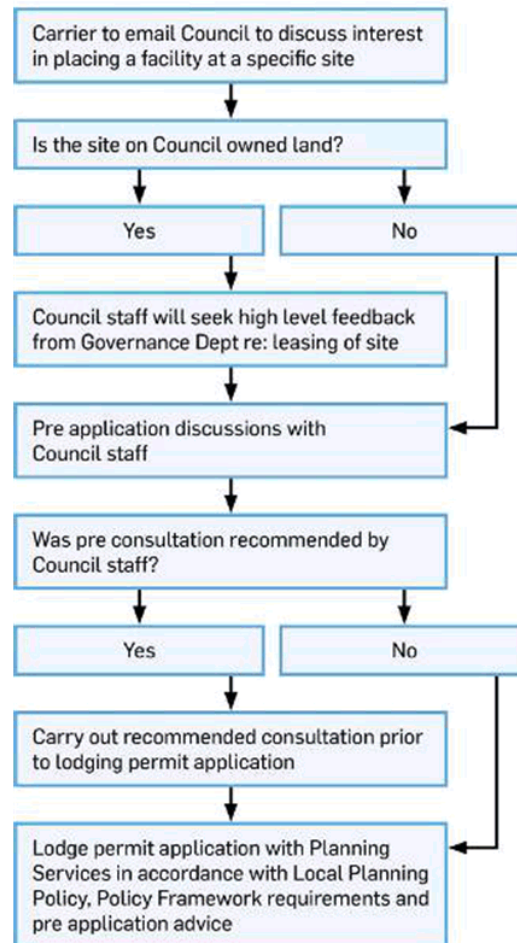 Carrier to email Council to discuss interest
in placing a facility at a specific site
Is the site on Council owned land?
Yes
No
Council staff will seek high level feedback
from Governance Dept re: leasing of site
Pre application discussions with
Council staff
Was pre consultation recommended by
Council staff?
Yes
No
Carry out recommended consultation prior
to lodging permit application
Lodge permit application with Planning
Services in accordance with Local Planning
Policy, Policy Framework requirements and
pre application advice